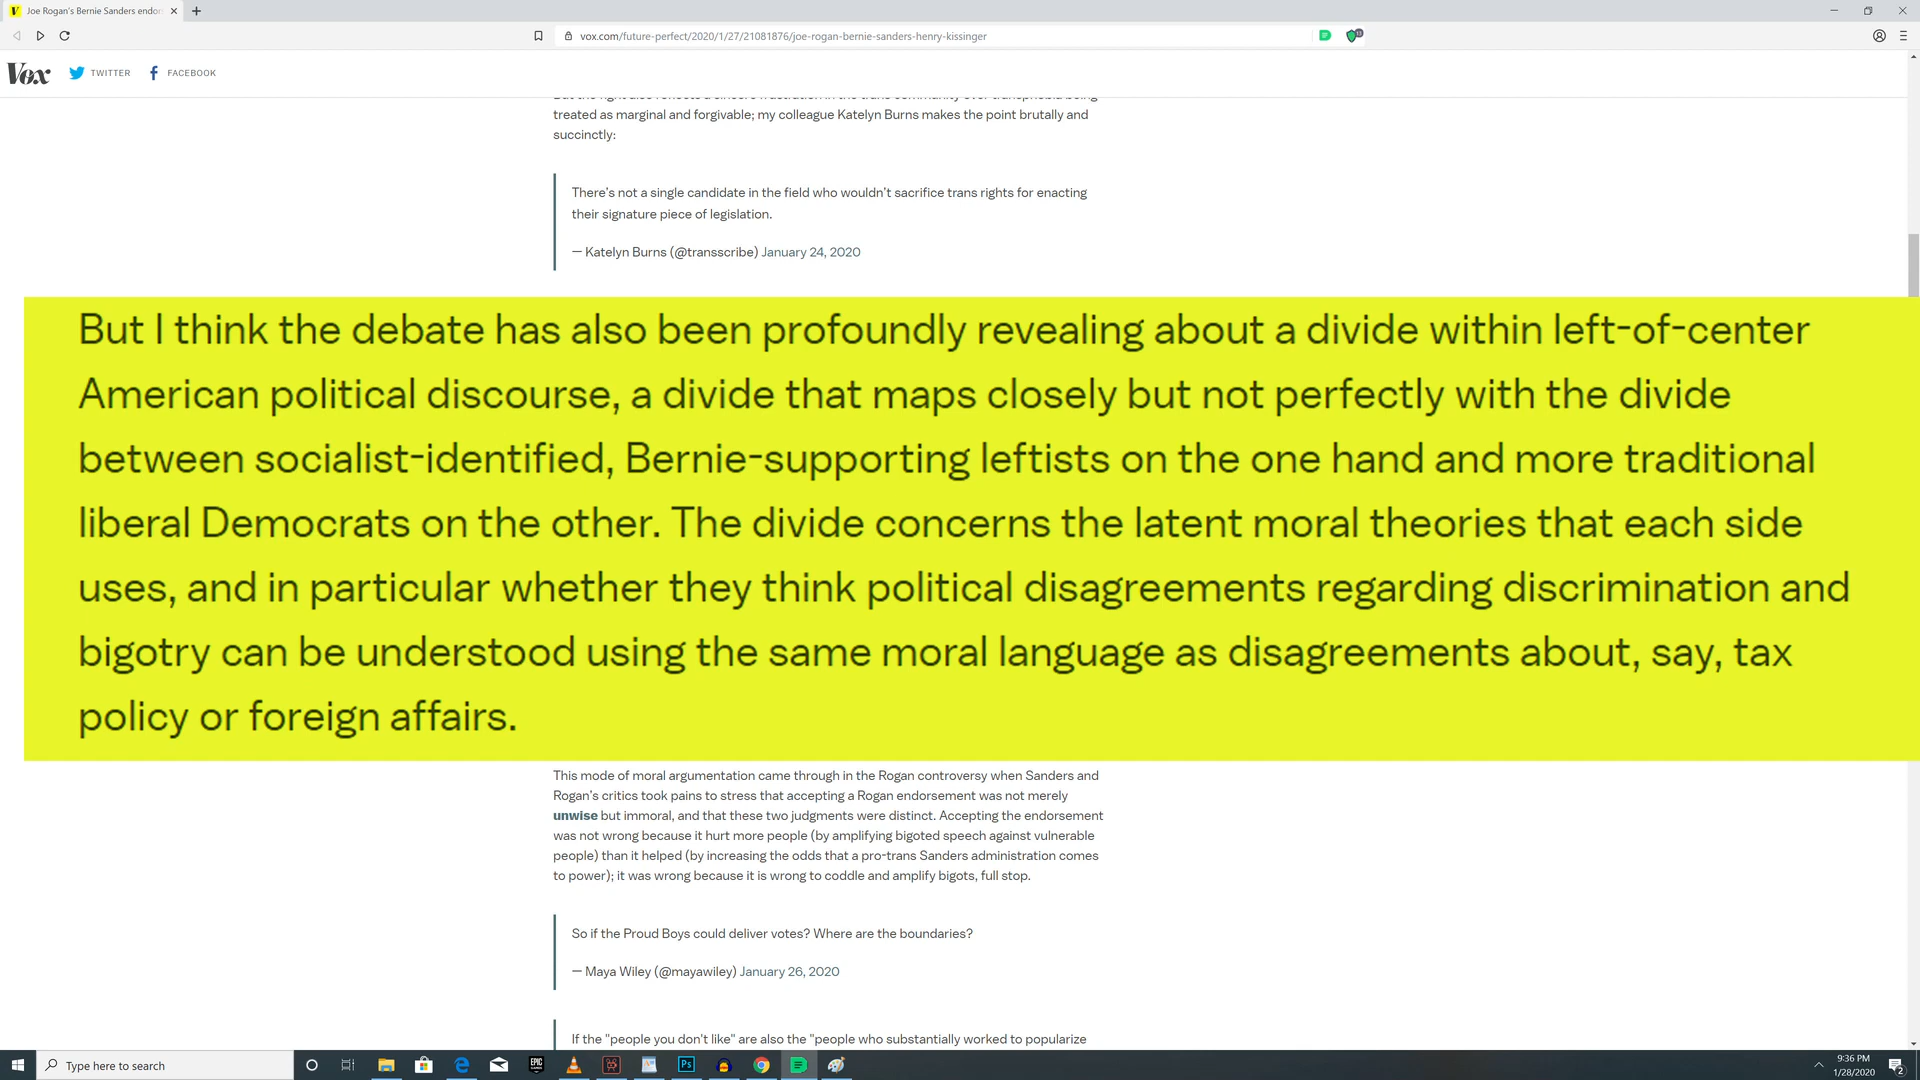 Joe Rogan's Bernie Sanders endor
vox.com/future-perfect/2020/1/27/21081876/joe-rogan-bernie-sanders-henry-kissinger
Vox TWITTER FACEBOOK
treated as marginal and forgivable; my colleague Katelyn Burns makes the point brutally and
succinctly:
There's not a single candidate in the field who wouldn't sacrifice trans rights for enacting
their signature piece of legislation.
— Katelyn Burns (@transscribe) January 24, 2020
But I think the debate has also been profoundly revealing about a divide within left-of-center
American political discourse, a divide that maps closely but not perfectly with the divide
between socialist-identified, Bernie-supporting leftists on the one hand and more traditional
liberal Democrats on the other. The divide concerns the latent moral theories that each side
uses, and in particular whether they think political disagreements regarding discrimination and
bigotry can be understood using the same moral language as disagreements about, say, tax
policy or foreign affairs.
This mode of moral argumentation came through in the Rogan controversy when Sanders and
Rogan's critics took pains to stress that accepting a Rogan endorsement was not merely
unwise but immoral, and that these two judgments were distinct. Accepting the endorsement
was not wrong because it hurt more people (by amplifying bigoted speech against vulnerable
people) than it helped (by increasing the odds that a pro-trans Sanders administration comes
to power); it was wrong because it is wrong to coddle and amplify bigots, full stop.
So if the Proud Boys could deliver votes? Where are the boundaries?
— Maya Wiley (@mayawiley) January 26, 2020
If the "people you don't like" are also the "people who substantially worked to popularize
Type here to search
EPIC
Ps
9:36 PM
1/28/2020
2